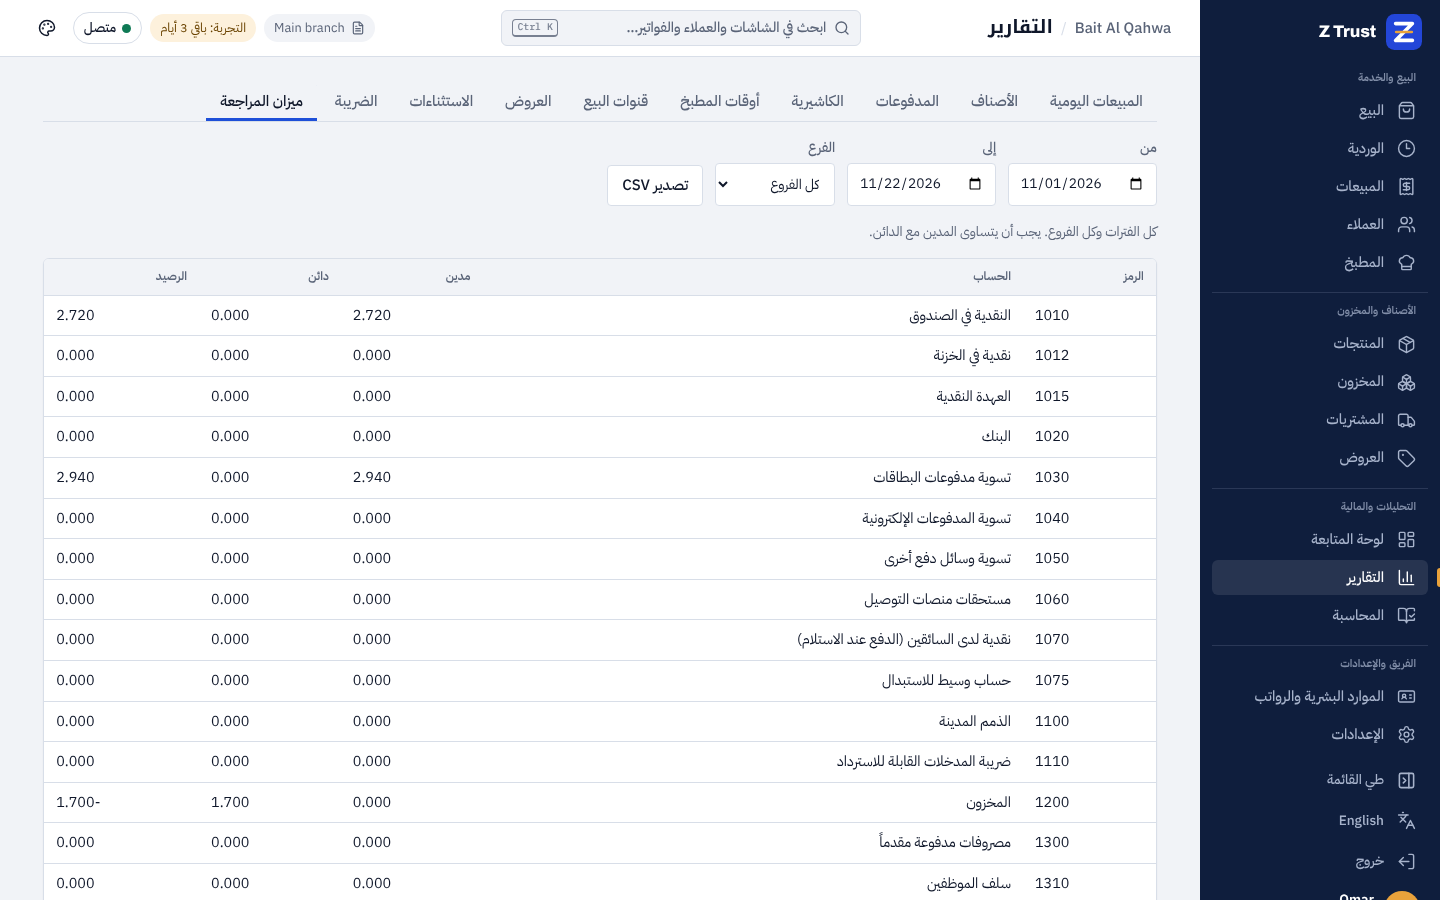 Z Trust
البيع والخدمة
البيع
الوردية
المبيعات
العملاء
المطبخ
الأصناف والمخزون
المنتجات
المخزون
المشتريات
العروض
التحليلات والمالية
لوحة المتابعة
التقارير
المحاسبة
الفريق والإعدادات
الموارد البشرية والرواتب
الإعدادات
طي القائمة
English
خروج
Omar
Bait Al Qahwa / التقارير
ابحث في الشاشات والعملاء والفواتير... Ctrl K
Main branch
التجربة: باقي 3 أيام
متصل
المبيعات اليومية الأصناف المدفوعات الكاشيرية أوقات المطبخ قنوات البيع العروض الاستثناءات الضريبة ميزان المراجعة
من إلى الفرع
11/01/2026 11/22/2026 كل الفروع تصدير CSV
كل الفترات وكل الفروع. يجب أن يتساوى المدين مع الدائن.
الرمز الحساب مدين دائن الرصيد
1010 النقدية في الصندوق 2.720 0.000 2.720
1012 نقدية في الخزنة 0.000 0.000 0.000
1015 العهدة النقدية 0.000 0.000 0.000
1020 البنك 0.000 0.000 0.000
1030 تسوية مدفوعات البطاقات 2.940 0.000 2.940
1040 تسوية المدفوعات الإلكترونية 0.000 0.000 0.000
1050 تسوية وسائل دفع أخرى 0.000 0.000 0.000
1060 مستحقات منصات التوصيل 0.000 0.000 0.000
1070 نقدية لدى السائقين (الدفع عند الاستلام) 0.000 0.000 0.000
1075 حساب وسيط للاستبدال 0.000 0.000 0.000
1100 الذمم المدينة 0.000 0.000 0.000
1110 ضريبة المدخلات القابلة للاسترداد 0.000 0.000 0.000
1200 المخزون 0.000 1.700 1.700-
1300 مصروفات مدفوعة مقدماً 0.000 0.000 0.000
1310 سلف الموظفين 0.000 0.000 0.000